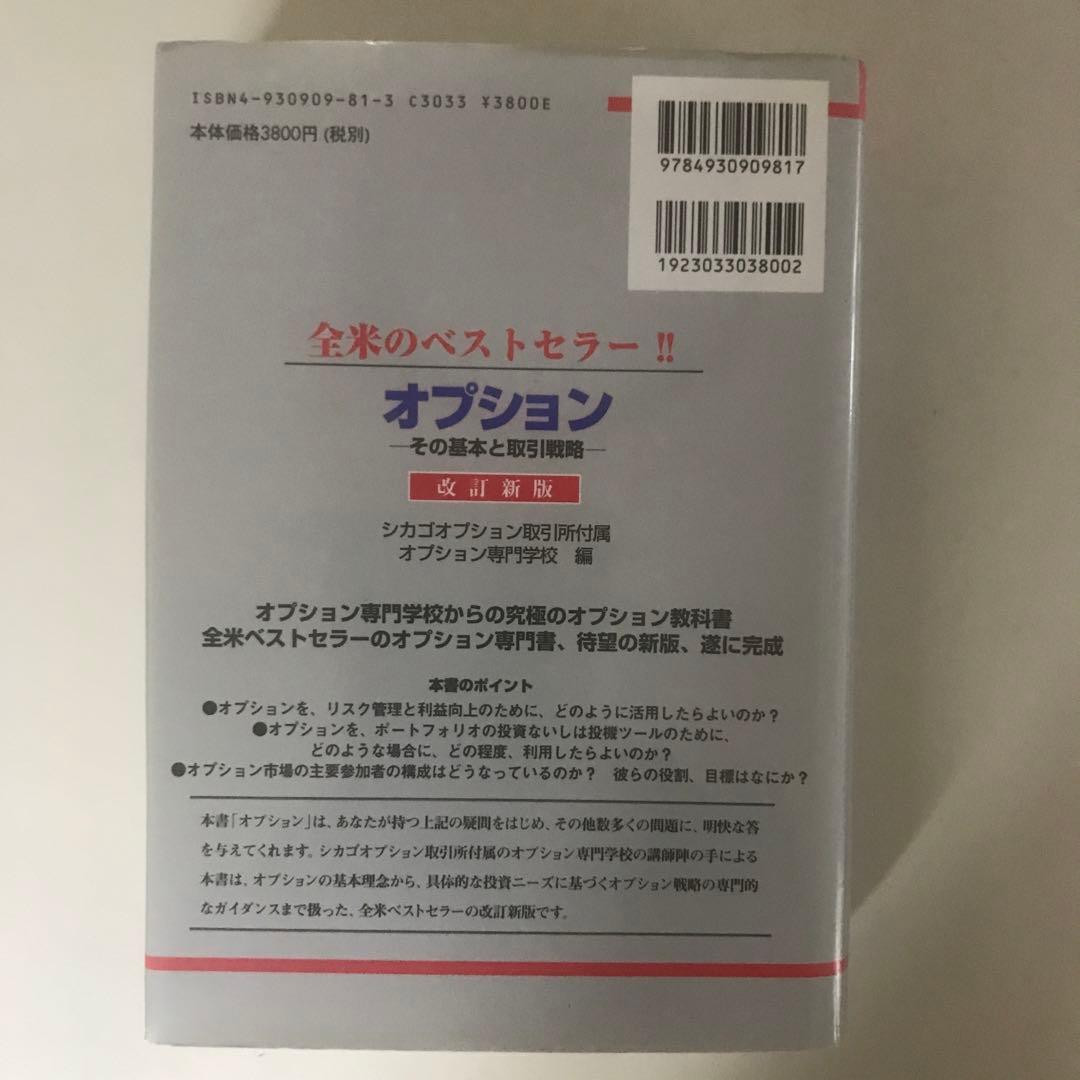 ISBN4-930909-81-3 C3033 ¥3800E
本体価格3800円(税別)
9784930909817
1923033038002
全米のベストセラー!!
オプション
―その基本と取引戦略―
改訂新版
シカゴオプション取引所付属
オプション専門学校　編
オプション専門学校からの究極のオプション教科書
全米ベストセラーのオプション専門書、待望の新版、遂に完成
本書のポイント
●オプションを、リスク管理と利益向上のために、どのように活用したらよいのか?
●オプションを、ポートフォリオの投資ないしは投機ツールのために、
どのような場合に、どの程度、利用したらよいのか?
●オプション市場の主要参加者の構成はどうなっているのか?　彼らの役割、目標はなにか?
本書「オプション」は、あなたが持つ上記の疑問をはじめ、その他数多くの問題に、明快な答
を与えてくれます。シカゴオプション取引所付属のオプション専門学校の講師陣の手による
本書は、オプションの基本理念から、具体的な投資ニーズに基づくオプション戦略の専門的
なガイダンスまで扱った、全米ベストセラーの改訂新版です。